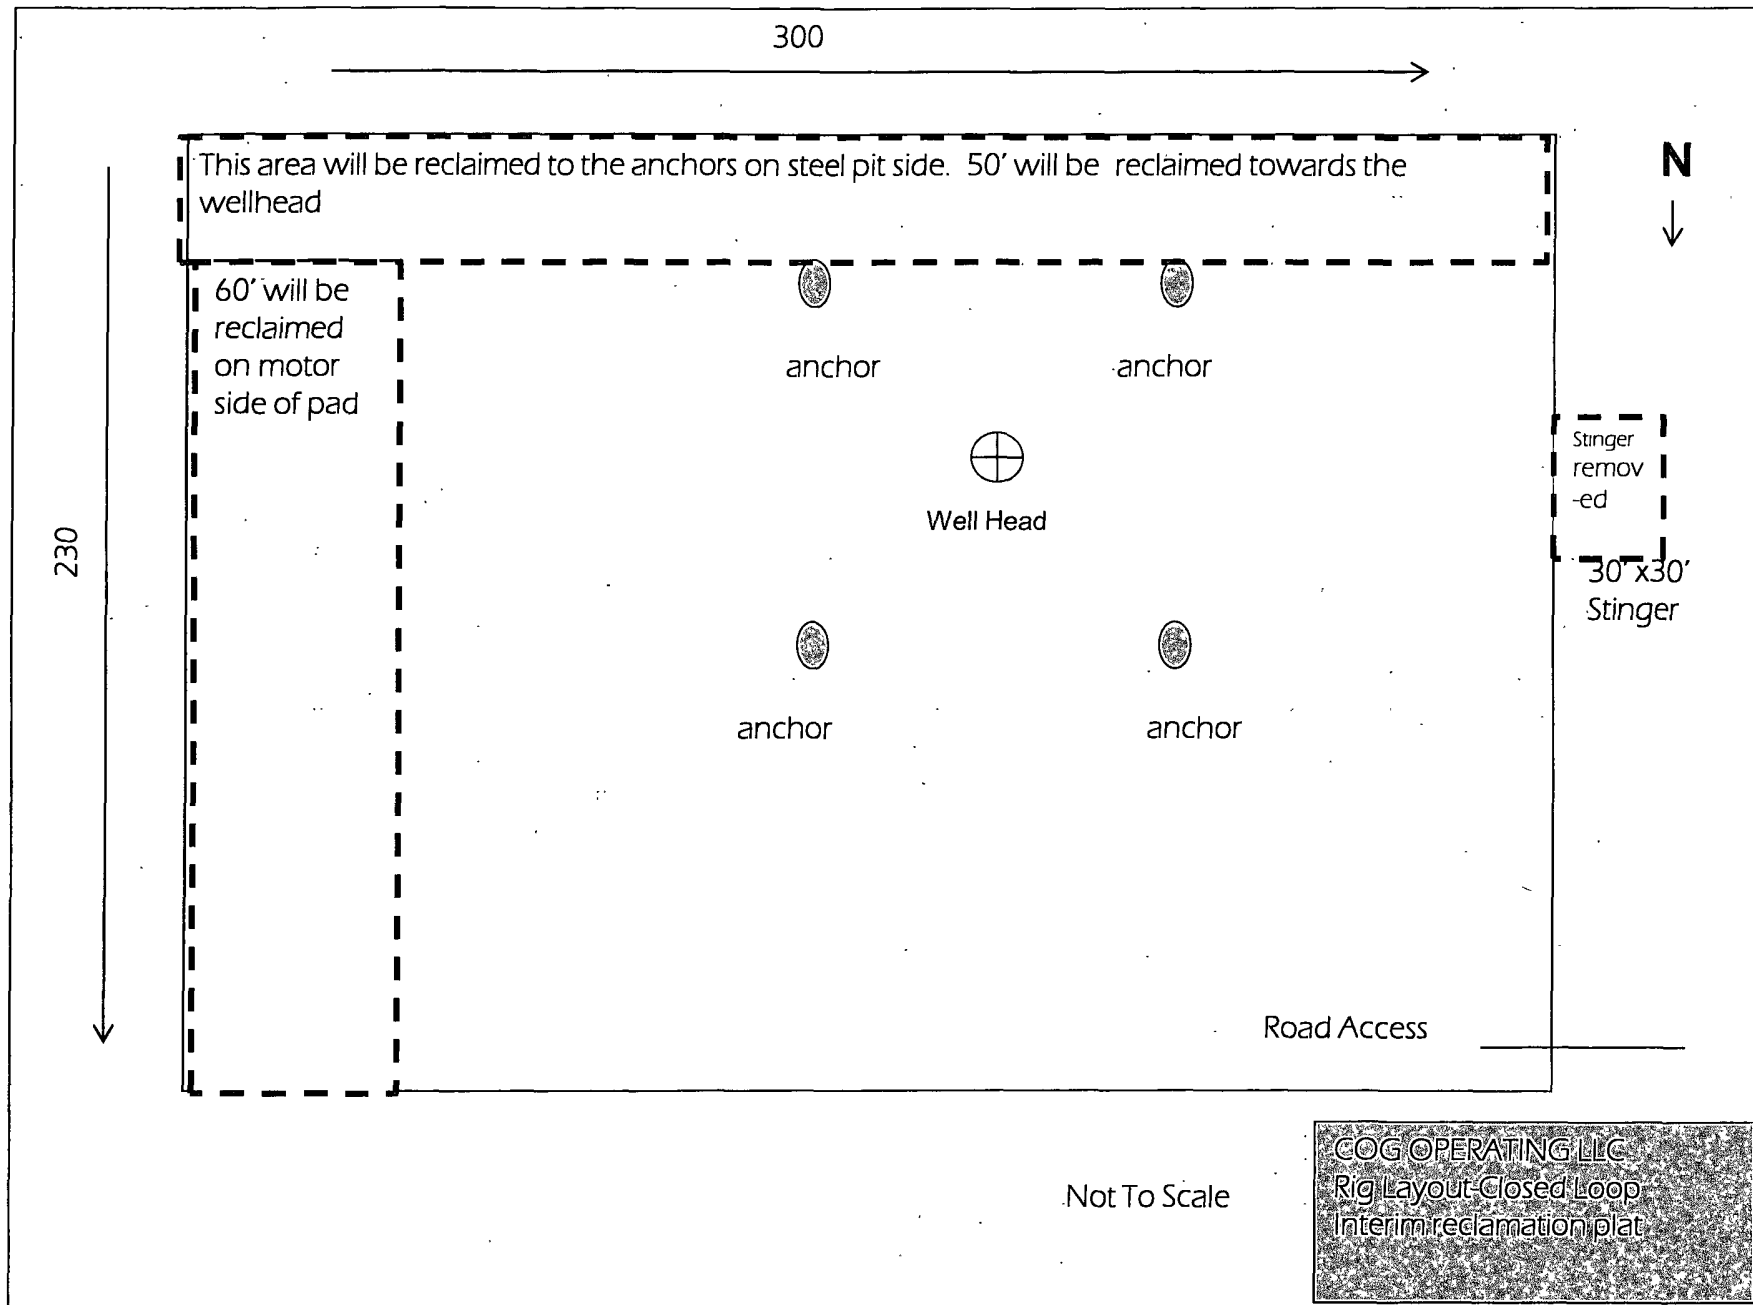 300
This area will be reclaimed to the anchors on steel pit side. 50' will be reclaimed towards the
wellhead
N
60' will be
reclaimed
on motor
side of pad
anchor
anchor
Stinger
remov
-ed
Well Head
230
30' x30'
Stinger
anchor
anchor
Road Access
Not To Scale
COG OPERATING LLC
Rig Layout-Closed Loop
Interim reclamation plat